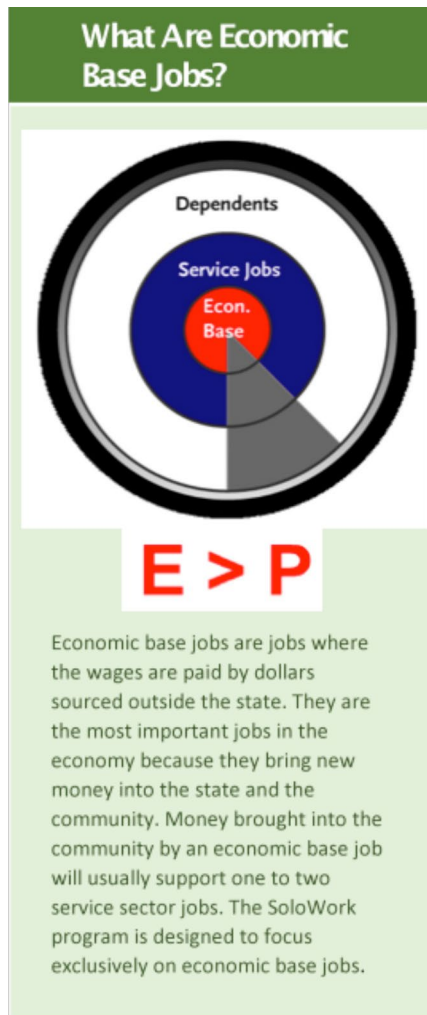 What Are Economic
Base Jobs?
Dependents
Service Jobs
Econ.
Base
E > P
Economic base jobs are jobs where
the wages are paid by dollars
sourced outside the state. They are
the most important jobs in the
economy because they bring new
money into the state and the
community. Money brought into the
community by an economic base job
will usually support one to two
service sector jobs. The SoloWork
program is designed to focus
exclusively on economic base jobs.